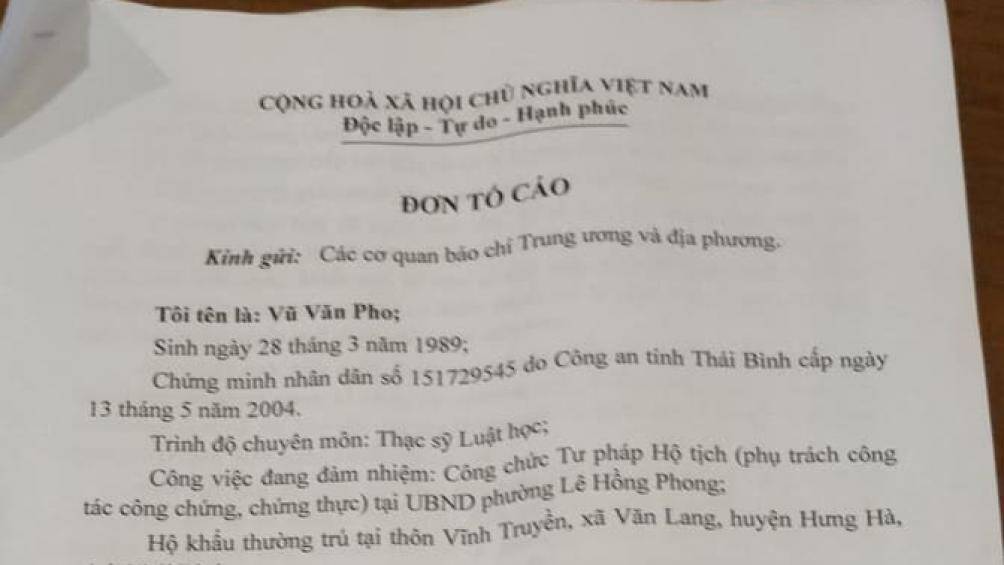 CỘNG HOÀ XÃ HỘI CHỦ NGHĨA VIỆT NAM
Độc lập - Tự do - Hạnh phúc
ĐƠN TỐ CÁO
Kính gửi: Các cơ quan báo chí Trung ương và địa phương.
Tôi tên là: Vũ Văn Pho;
Sinh ngày 28 tháng 3 năm 1989;
Chứng minh nhân dân số 151729545 do Công an tỉnh Thái Bình cấp ngày
13 tháng 5 năm 2004.
Trình độ chuyên môn: Thạc sỹ Luật học;
Công việc đang đảm nhiệm: Công chức Tư pháp Hộ tịch (phụ trách công
tác công chứng, chứng thực) tại UBND phường Lê Hồng Phong;
Hộ khẩu thường trú tại thôn Vĩnh Truyền, xã Văn Lang, huyện Hưng Hà,